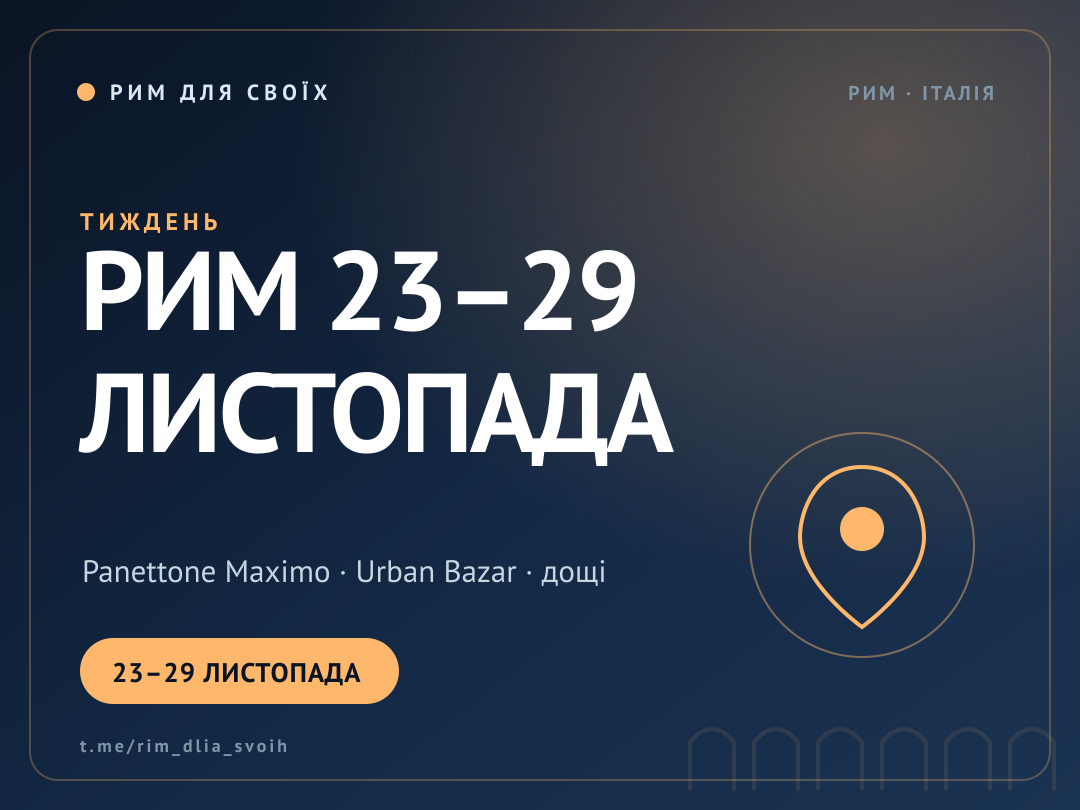 РИМ ДЛЯ СВОЇХ
РИМ · ІТАЛІЯ
ТИЖДЕНЬ
РИМ 23–29
ЛИСТОПАДА
Panettone Maximo · Urban Bazar · дощі
23–29 ЛИСТОПАДА
t.me/rim_dlia_svoih